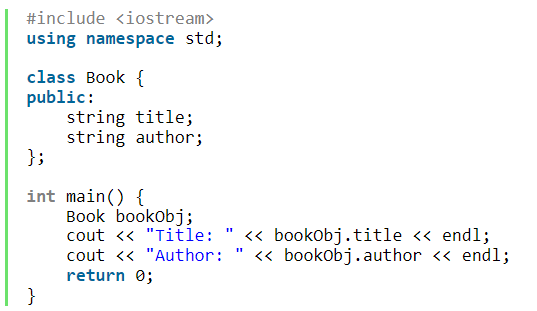 #include <iostream>
using namespace std;
class Book {
public:
    string title;
    string author;
};
int main() {
    Book bookObj;
    cout << "Title: " << bookObj.title << endl;
    cout << "Author: " << bookObj.author << endl;
    return 0;
}